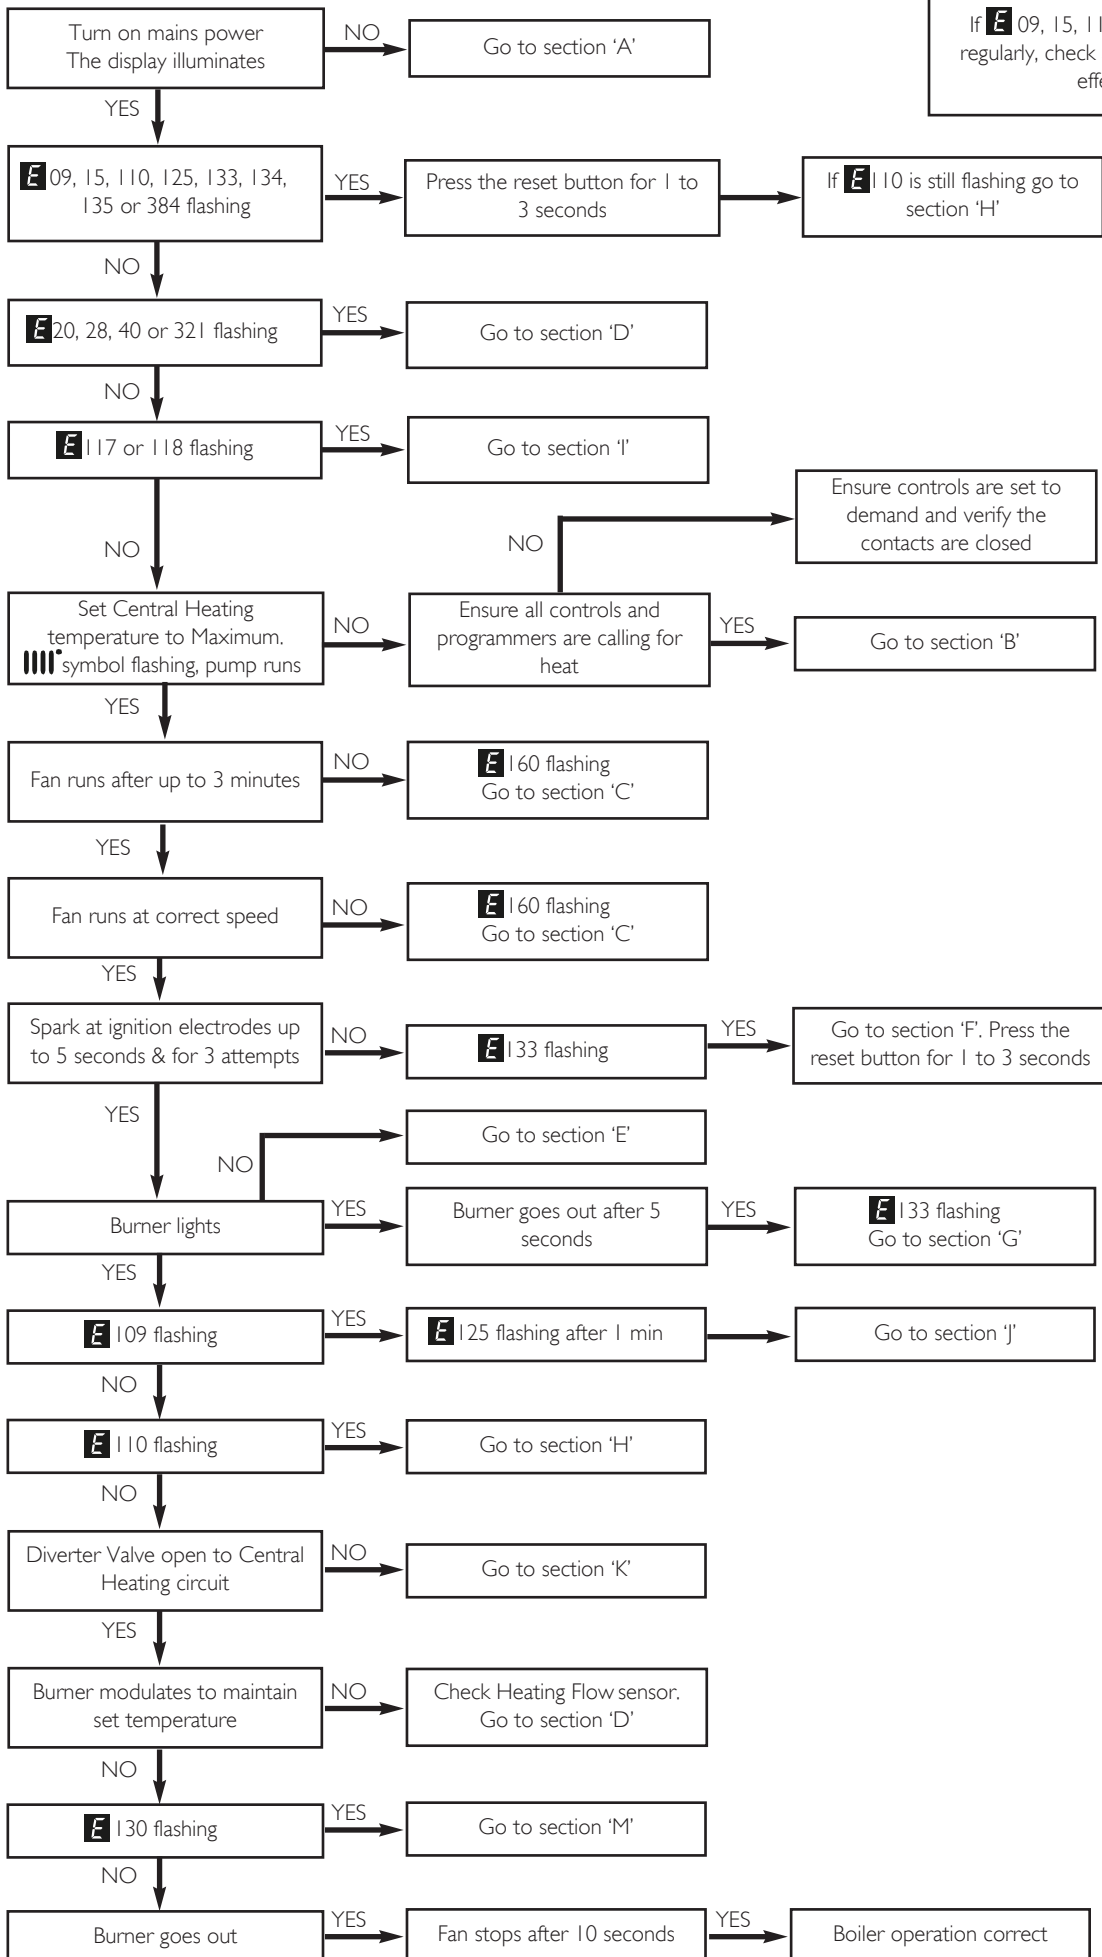 Turn on mains power
The display illuminates
NO
Go to section ‘A’
If E 09, 15, 11
regularly, check
effe
YES
E 09, 15, 110, 125, 133, 134,
135 or 384 flashing
YES
Press the reset button for 1 to
3 seconds
If E 110 is still flashing go to
section ‘H’
NO
E 20, 28, 40 or 321 flashing
YES
Go to section ‘D’
NO
E 117 or 118 flashing
YES
Go to section ‘I’
NO
Ensure controls are set to
demand and verify the
contacts are closed
NO
Set Central Heating
temperature to Maximum.
symbol flashing, pump runs
NO
Ensure all controls and
programmers are calling for
heat
YES
Go to section ‘B’
YES
Fan runs after up to 3 minutes
NO
E 160 flashing
Go to section ‘C’
YES
Fan runs at correct speed
NO
E 160 flashing
Go to section ‘C’
YES
Spark at ignition electrodes up
to 5 seconds & for 3 attempts
NO
E 133 flashing
YES
Go to section ‘F’. Press the
reset button for 1 to 3 seconds
YES
NO
Go to section ‘E’
Burner lights
YES
Burner goes out after 5
seconds
YES
E 133 flashing
Go to section ‘G’
YES
E 109 flashing
YES
E 125 flashing after 1 min
Go to section ‘J’
NO
E 110 flashing
YES
Go to section ‘H’
NO
Diverter Valve open to Central
Heating circuit
NO
Go to section ‘K’
YES
Burner modulates to maintain
set temperature
NO
Check Heating Flow sensor.
Go to section ‘D’
NO
E 130 flashing
YES
Go to section ‘M’
NO
Burner goes out
YES
Fan stops after 10 seconds
YES
Boiler operation correct